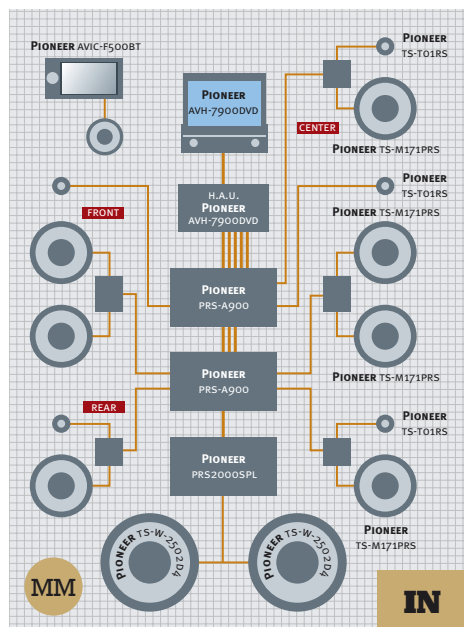 PIONEER AVIC-F500BT
PIONEER
TS-T01RS
PIONEER
AVH-7900DVD
CENTER
PIONEER TS-M171PRS
H.A.U.
PIONEER
AVH-7900DVD
PIONEER
TS-T01RS
FRONT
PIONEER TS-M171PRS
PIONEER
PRS-A900
PIONEER
PRS-A900
PIONEER TS-M171PRS
REAR
PIONEER
TS-T01RS
PIONEER
PRS2000SPL
PIONEER
TS-M171PRS
PIONEER TS-W-2502D4
PIONEER TS-W-2502D4
MM
IN